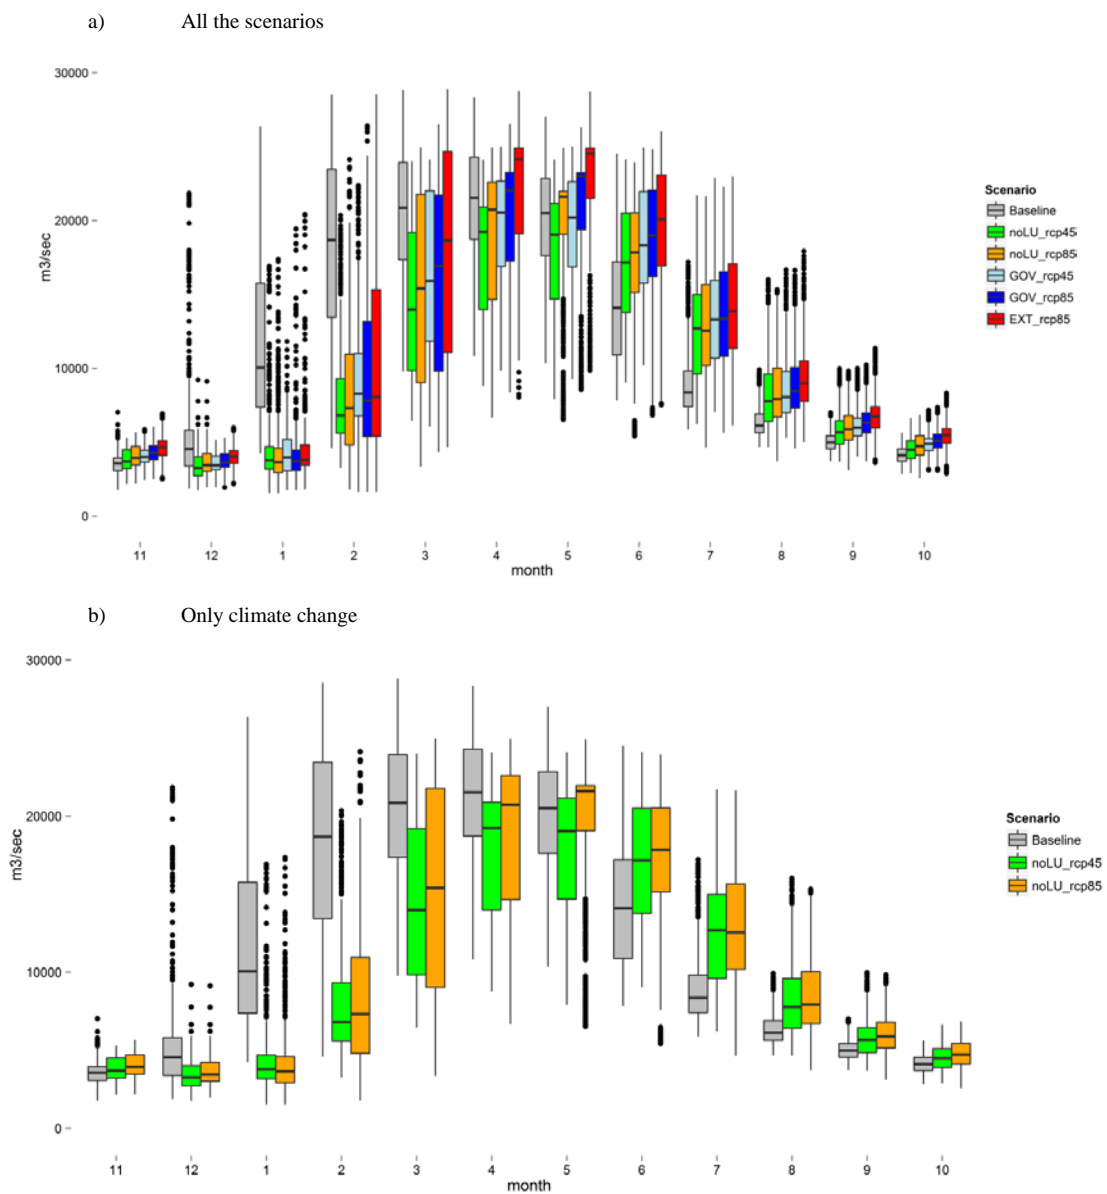 a) All the scenarios
30000
20000
10000
0
m3/sec
11 12 1 2 3 4 5 6 7 8 9 10
month
Scenario
Baseline
noLU_rcp45
noLU_rcp85
GOV_rcp45
GOV_rcp85
EXT_rcp85
b) Only climate change
30000
20000
10000
0
m3/sec
11 12 1 2 3 4 5 6 7 8 9 10
month
Scenario
Baseline
noLU_rcp45
noLU_rcp85